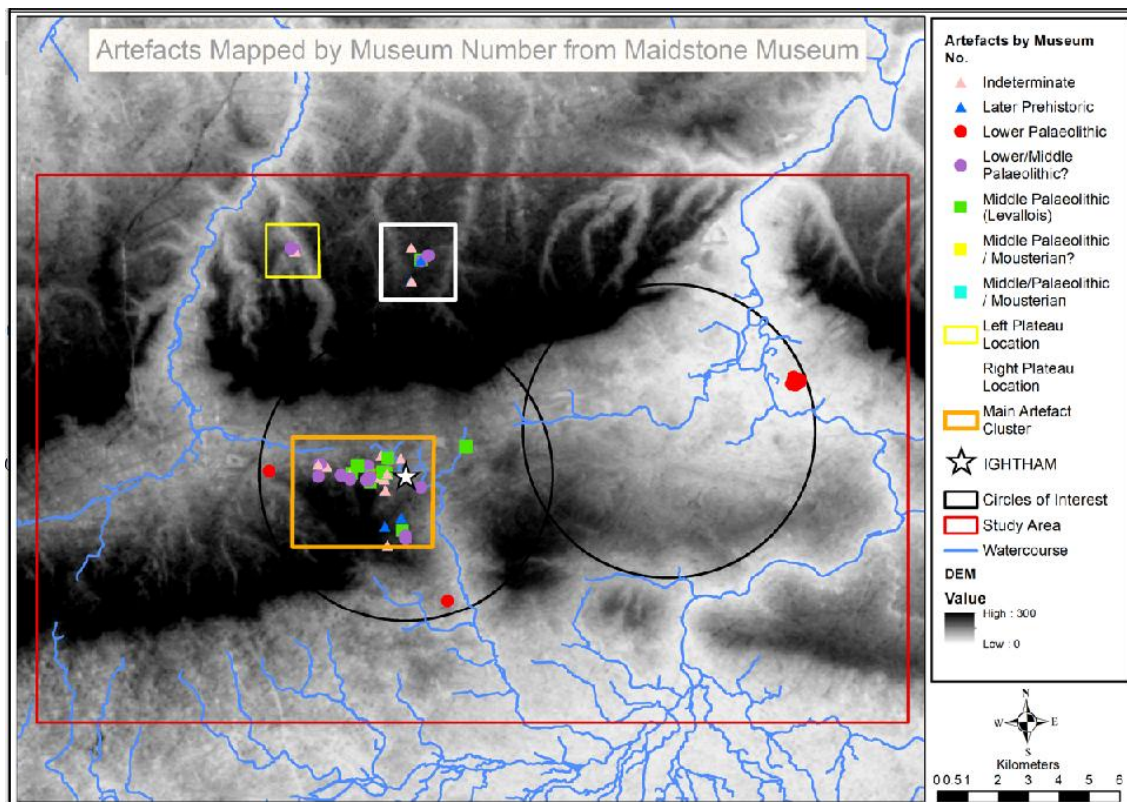 Artefacts Mapped by Museum Number from Maidstone Museum
Artefacts by Museum
No.
Indeterminate
Later Prehistoric
Lower Palaeolithic
Lower/Middle
Palaeolithic?
Middle Palaeolithic
(Levallois)
Middle Palaeolithic
/ Mousterian?
Middle/Palaeolithic
/ Mousterian
Left Plateau
Location
Right Plateau
Location
Main Artefact
Cluster
IGHTHAM
Circles of Interest
Study Area
Watercourse
DEM
Value
High : 300
Low : 0
N
W E
S
Kilometers
0 0.5 1 2 3 4 5 6